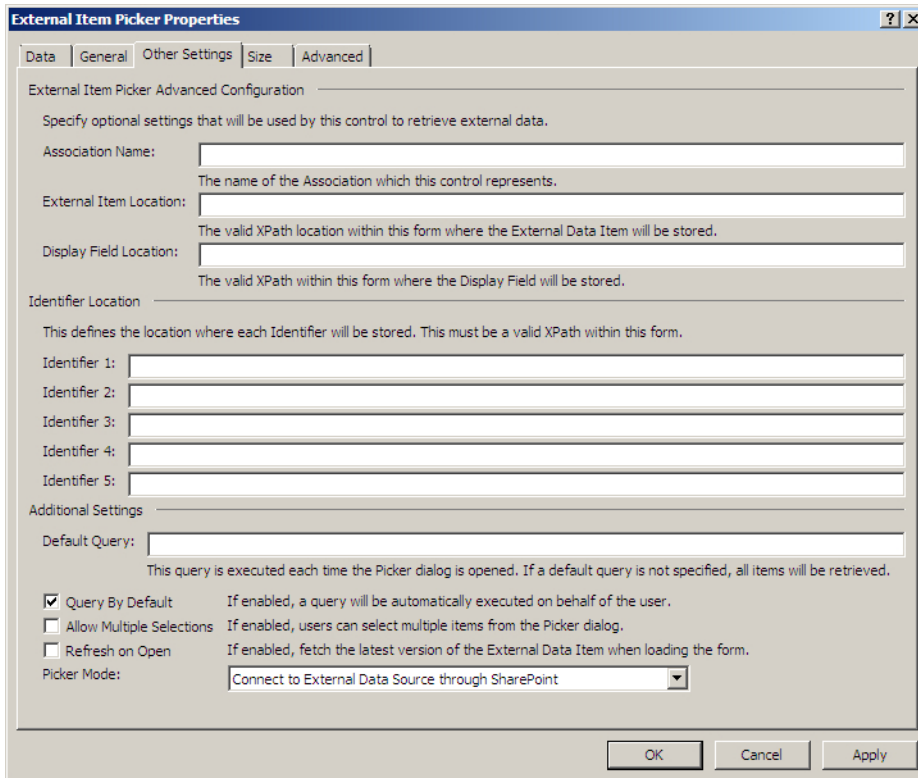 External Item Picker Properties
Data General Other Settings Size Advanced
External Item Picker Advanced Configuration
Specify optional settings that will be used by this control to retrieve external data.
Association Name:
The name of the Association which this control represents.
External Item Location:
The valid XPath location within this form where the External Data Item will be stored.
Display Field Location:
The valid XPath within this form where the Display Field will be stored.
Identifier Location
This defines the location where each Identifier will be stored. This must be a valid XPath within this form.
Identifier 1:
Identifier 2:
Identifier 3:
Identifier 4:
Identifier 5:
Additional Settings
Default Query:
This query is executed each time the Picker dialog is opened. If a default query is not specified, all items will be retrieved.
Query By Default If enabled, a query will be automatically executed on behalf of the user.
Allow Multiple Selections If enabled, users can select multiple items from the Picker dialog.
Refresh on Open If enabled, fetch the latest version of the External Data Item when loading the form.
Picker Mode: Connect to External Data Source through SharePoint
OK Cancel Apply